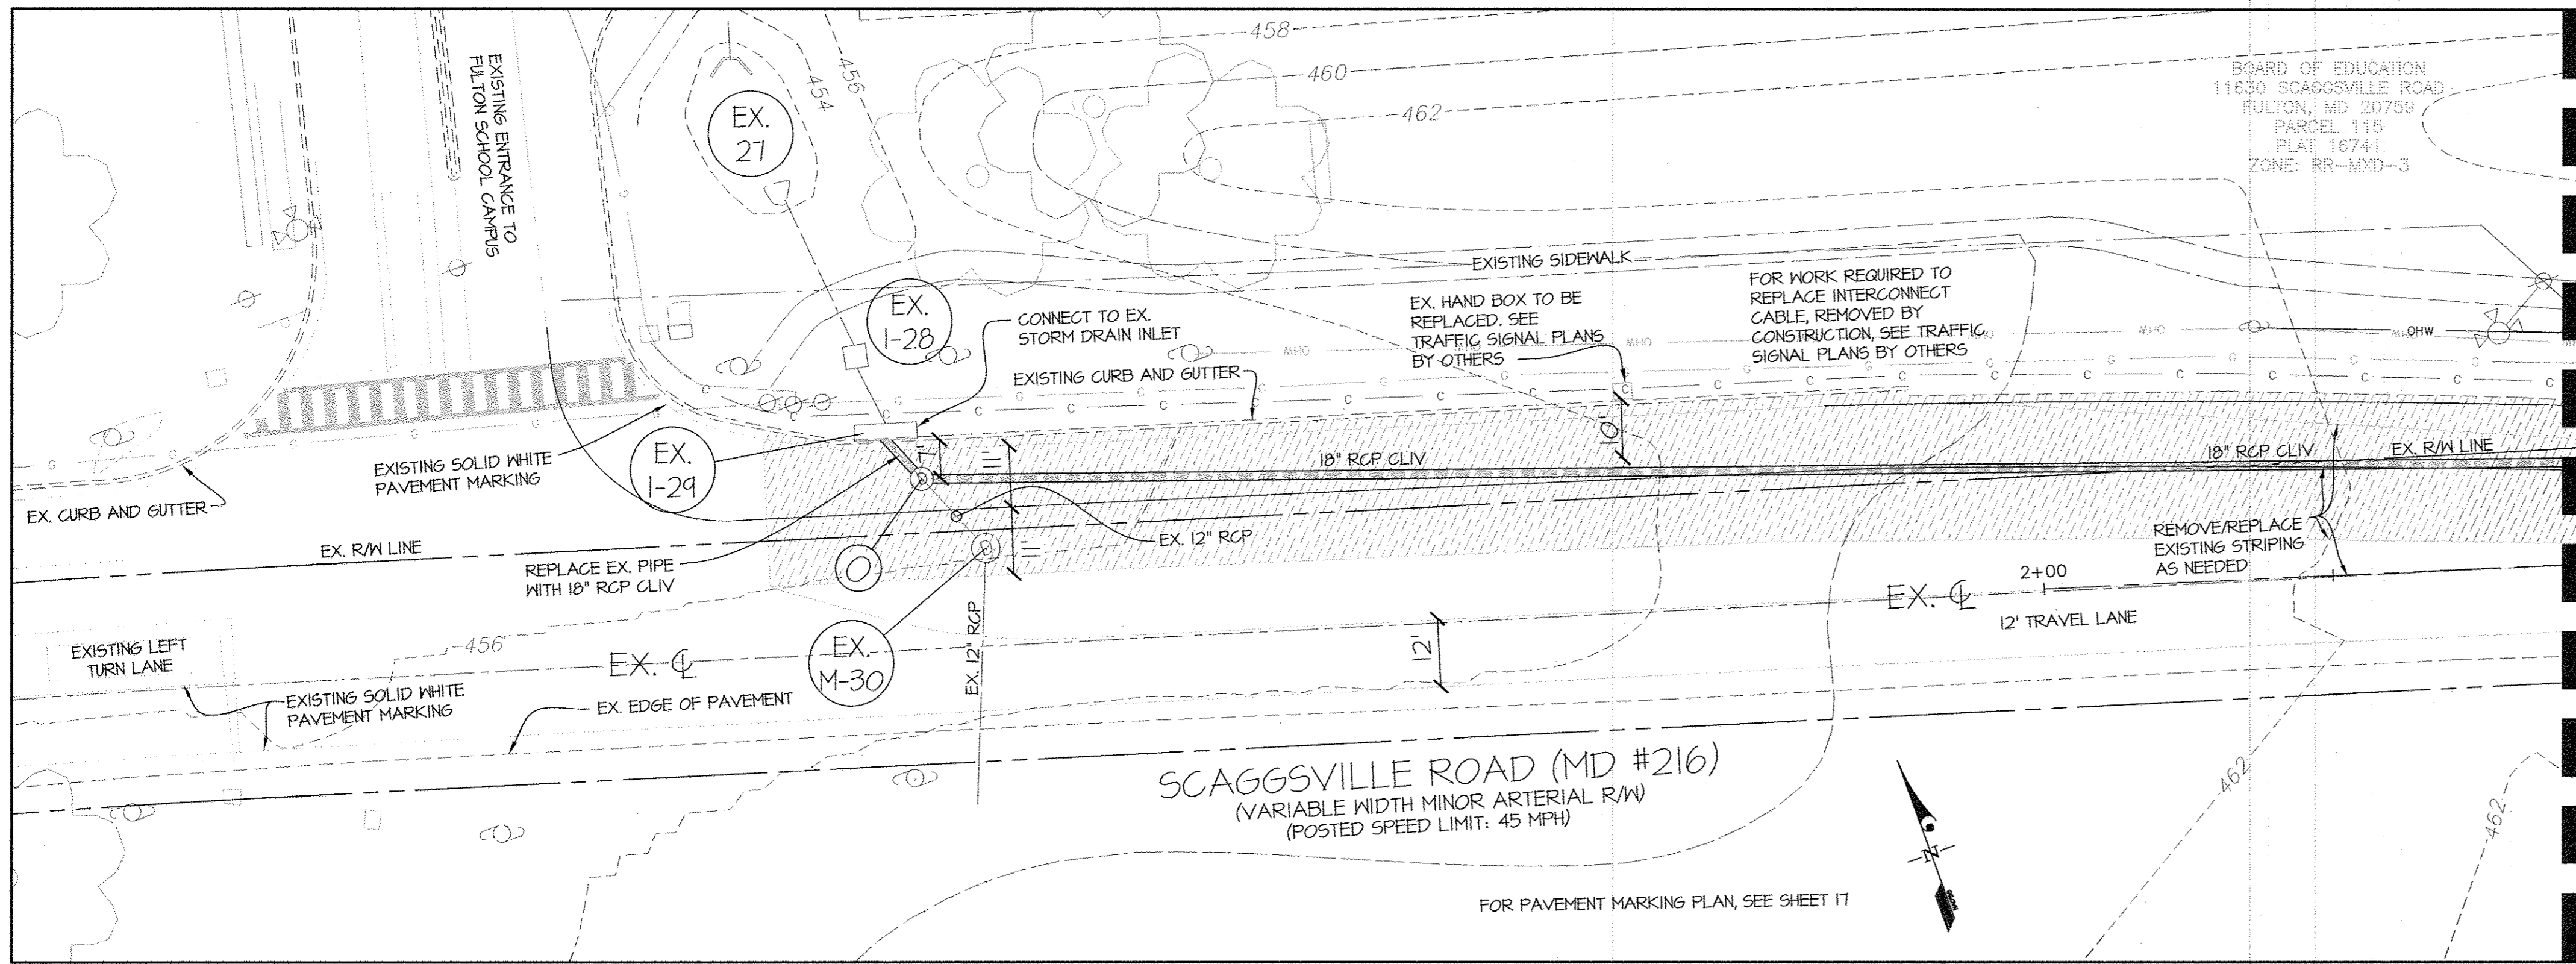 458
460
462
454
456
BOARD OF EDUCATION
11630 SCAGGSVILLE ROAD
FULTON, MD 20759
PARCEL 115
PLAT 16741
ZONE: RR-MXD-3
EXISTING ENTRANCE TO
FULTON SCHOOL CAMPUS
EX.
27
EX.
I-28
CONNECT TO EX.
STORM DRAIN INLET
EXISTING SIDEWALK
EX. HAND BOX TO BE
REPLACED. SEE
TRAFFIC SIGNAL PLANS
BY OTHERS
FOR WORK REQUIRED TO
REPLACE INTERCONNECT
CABLE, REMOVED BY
CONSTRUCTION, SEE TRAFFIC
SIGNAL PLANS BY OTHERS
OHW
EXISTING CURB AND GUTTER
EXISTING SOLID WHITE
PAVEMENT MARKING
EX.
I-29
7'
11'
10'
18" RCP CLIV
18" RCP CLIV
EX. R/W LINE
EX. CURB AND GUTTER
EX. R/W LINE
REPLACE EX. PIPE
WITH 18" RCP CLIV
O
11'
EX. 12" RCP
REMOVE/REPLACE
EXISTING STRIPING
AS NEEDED
2+00
EX. ℄
12' TRAVEL LANE
EXISTING LEFT
TURN LANE
456
EX. ℄
EX.
M-30
EX. 12" RCP
12'
EXISTING SOLID WHITE
PAVEMENT MARKING
EX. EDGE OF PAVEMENT
SCAGGSVILLE ROAD (MD #216)
(VARIABLE WIDTH MINOR ARTERIAL R/W)
(POSTED SPEED LIMIT: 45 MPH)
462
462
N
FOR PAVEMENT MARKING PLAN, SEE SHEET 17